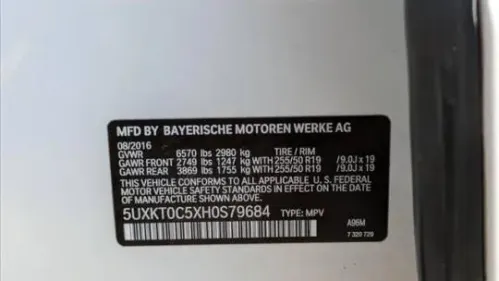 MFD BY BAYERISCHE MOTOREN WERKE AG
08/2016
GVWR 6570 lbs 2980 kg TIRE / RIM
GAWR FRONT 2749 lbs 1247 kg WITH 255/50 R19 /9.0J x 19
GAWR REAR 3869 lbs 1755 kg WITH 255/50 R19 /9.0J x 19
THIS VEHICLE CONFORMS TO ALL APPLICABLE U. S. FEDERAL
MOTOR VEHICLE SAFETY STANDARDS IN EFFECT ON THE
DATE OF MANUFACTURE SHOWN ABOVE.
5UXKT0C5XH0S79684 TYPE: MPV
A96M
7 320 729